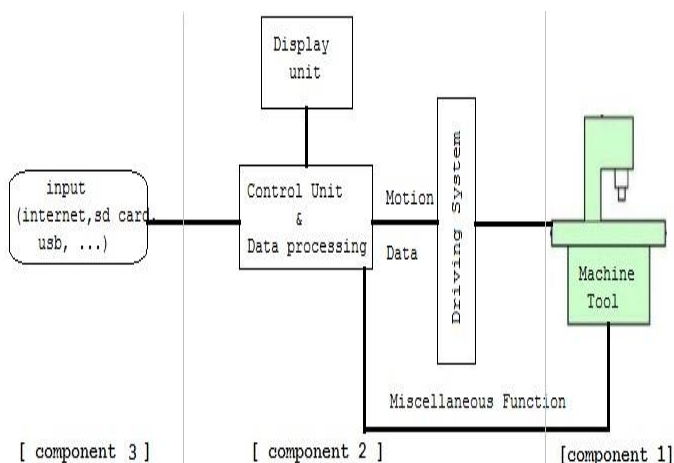 Display
unit
input
(internet,sd card,
usb, ...)
Control Unit
&
Data processing
Motion
Data
Driving System
Machine
Tool
Miscellaneous Function
[ component 3 ]
[ component 2 ]
[component 1]